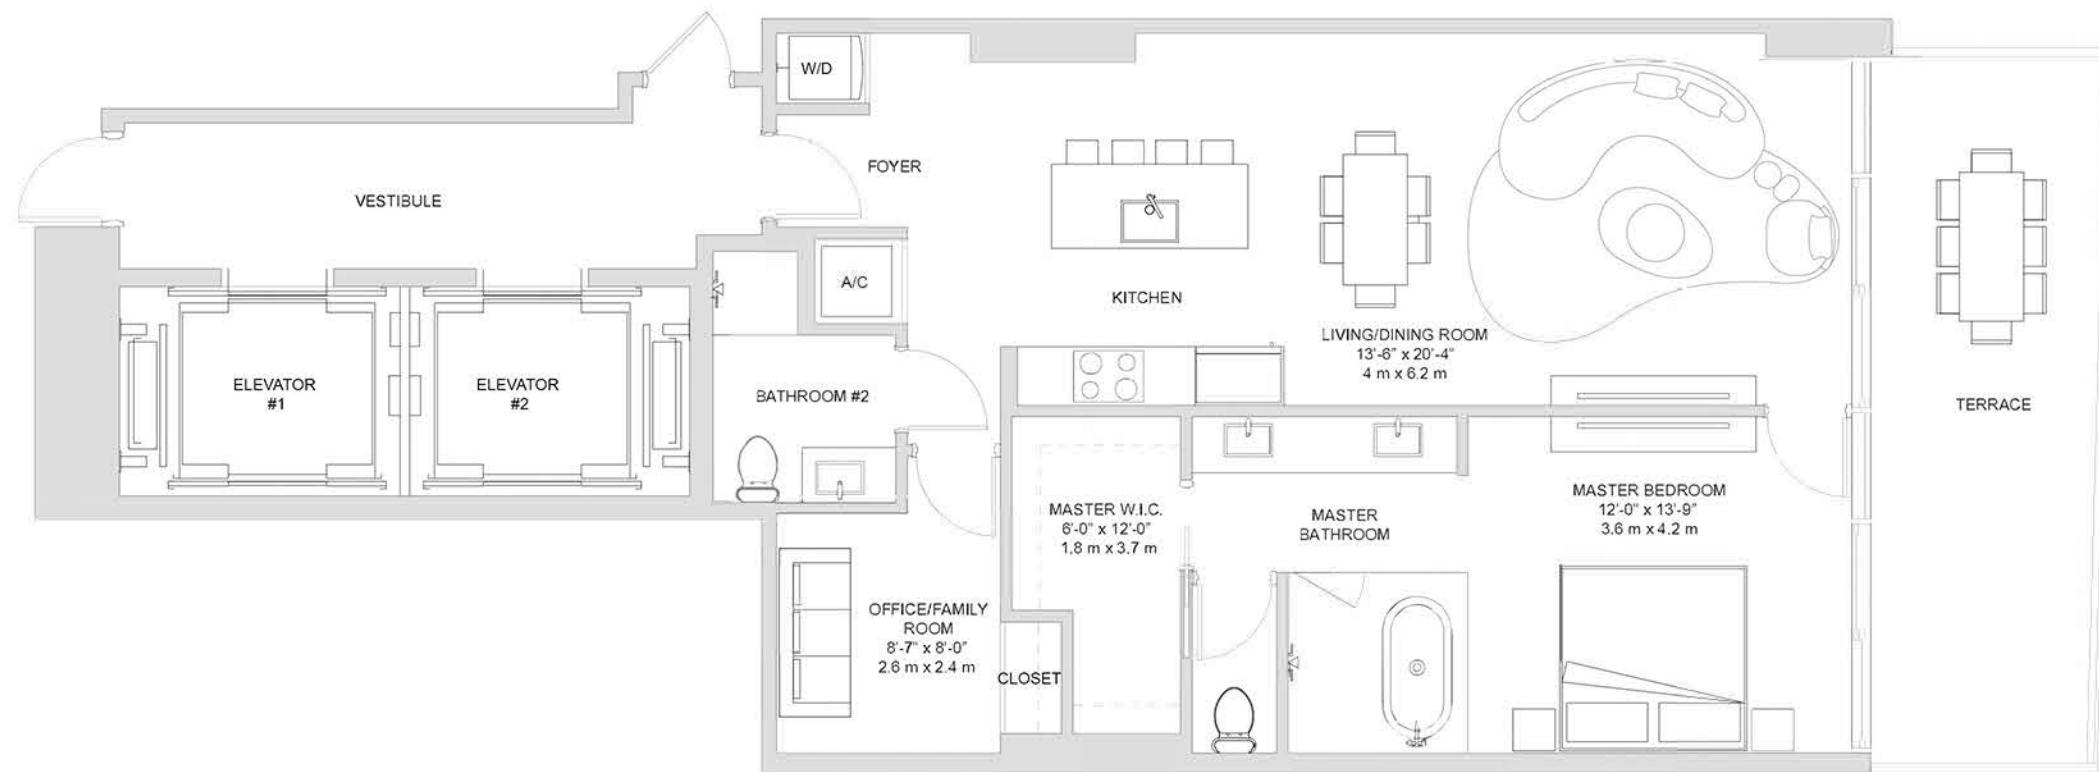 W/D
FOYER
VESTIBULE
A/C
KITCHEN
LIVING/DINING ROOM
13'-6" x 20'-4"
4 m x 6.2 m
ELEVATOR
#1
ELEVATOR
#2
BATHROOM #2
TERRACE
MASTER W.I.C.
6'-0" x 12'-0"
1.8 m x 3.7 m
MASTER
BATHROOM
MASTER BEDROOM
12'-0" x 13'-9"
3.6 m x 4.2 m
OFFICE/FAMILY
ROOM
8'-7" x 8'-0"
2.6 m x 2.4 m
CLOSET